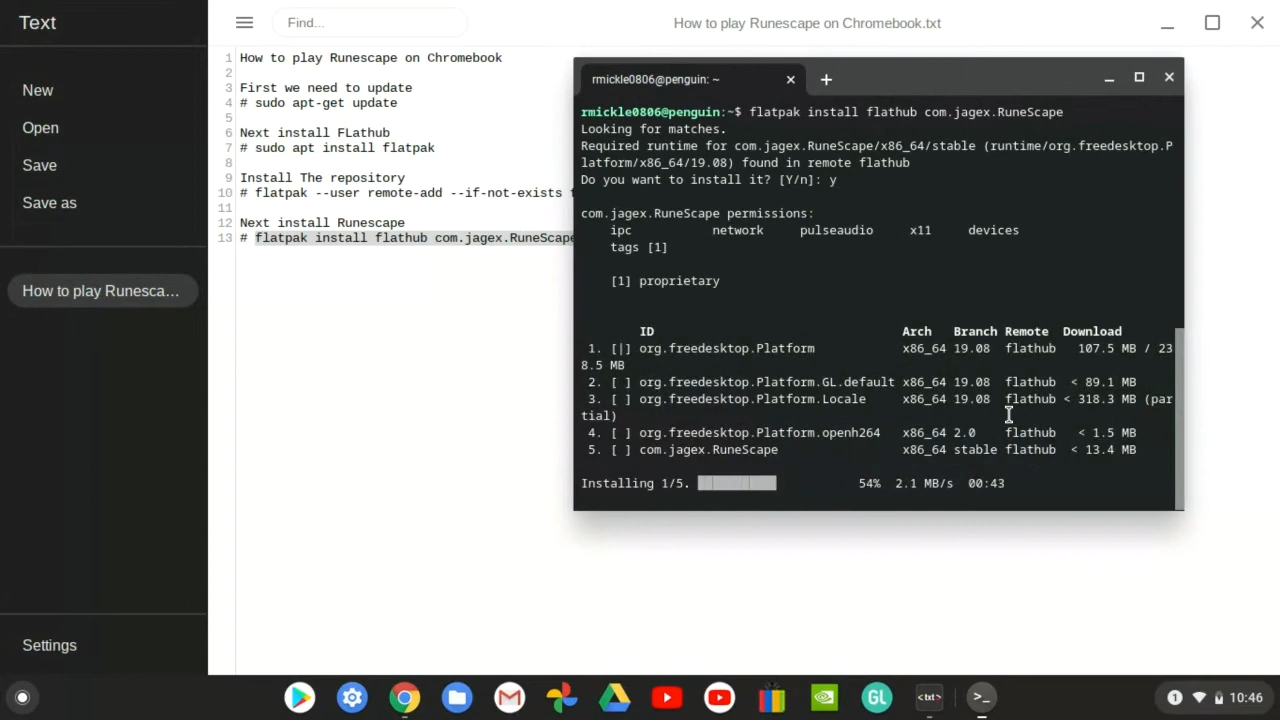 Text
New
Open
Save
Save as
How to play Runesca…
Settings
Find...
How to play Runescape on Chromebook.txt
1 How to play Runescape on Chromebook
2
3 First we need to update
4 # sudo apt-get update
5
6 Next install FLathub
7 # sudo apt install flatpak
8
9 Install The repository
10 # flatpak --user remote-add --if-not-exists
11
12 Next install Runescape
13 # flatpak install flathub com.jagex.RuneScape
rmickle0806@penguin: ~
rmickle0806@penguin:~$ flatpak install flathub com.jagex.RuneScape
Looking for matches…
Required runtime for com.jagex.RuneScape/x86_64/stable (runtime/org.freedesktop.P
latform/x86_64/19.08) found in remote flathub
Do you want to install it? [Y/n]: y
com.jagex.RuneScape permissions:
ipc network pulseaudio x11 devices
tags [1]
[1] proprietary
ID Arch Branch Remote Download
1. [|] org.freedesktop.Platform x86_64 19.08 flathub 107.5 MB / 23
8.5 MB
2. [ ] org.freedesktop.Platform.GL.default x86_64 19.08 flathub < 89.1 MB
3. [ ] org.freedesktop.Platform.Locale x86_64 19.08 flathub < 318.3 MB (par
tial)
4. [ ] org.freedesktop.Platform.openh264 x86_64 2.0 flathub < 1.5 MB
5. [ ] com.jagex.RuneScape x86_64 stable flathub < 13.4 MB
Installing 1/5. 54% 2.1 MB/s 00:43
GL
<txt>
>_
1 10:46